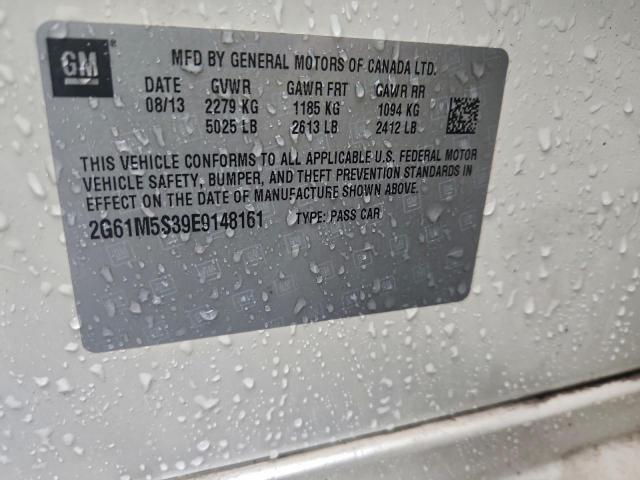 GM®
MFD BY GENERAL MOTORS OF CANADA LTD.
DATE GVWR GAWR FRT GAWR RR
08/13 2279 KG 1185 KG 1094 KG
5025 LB 2613 LB 2412 LB
THIS VEHICLE CONFORMS TO ALL APPLICABLE U.S. FEDERAL MOTOR
VEHICLE SAFETY, BUMPER, AND THEFT PREVENTION STANDARDS IN
EFFECT ON THE DATE OF MANUFACTURE SHOWN ABOVE.
2G61M5S39E9148161 TYPE: PASS CAR